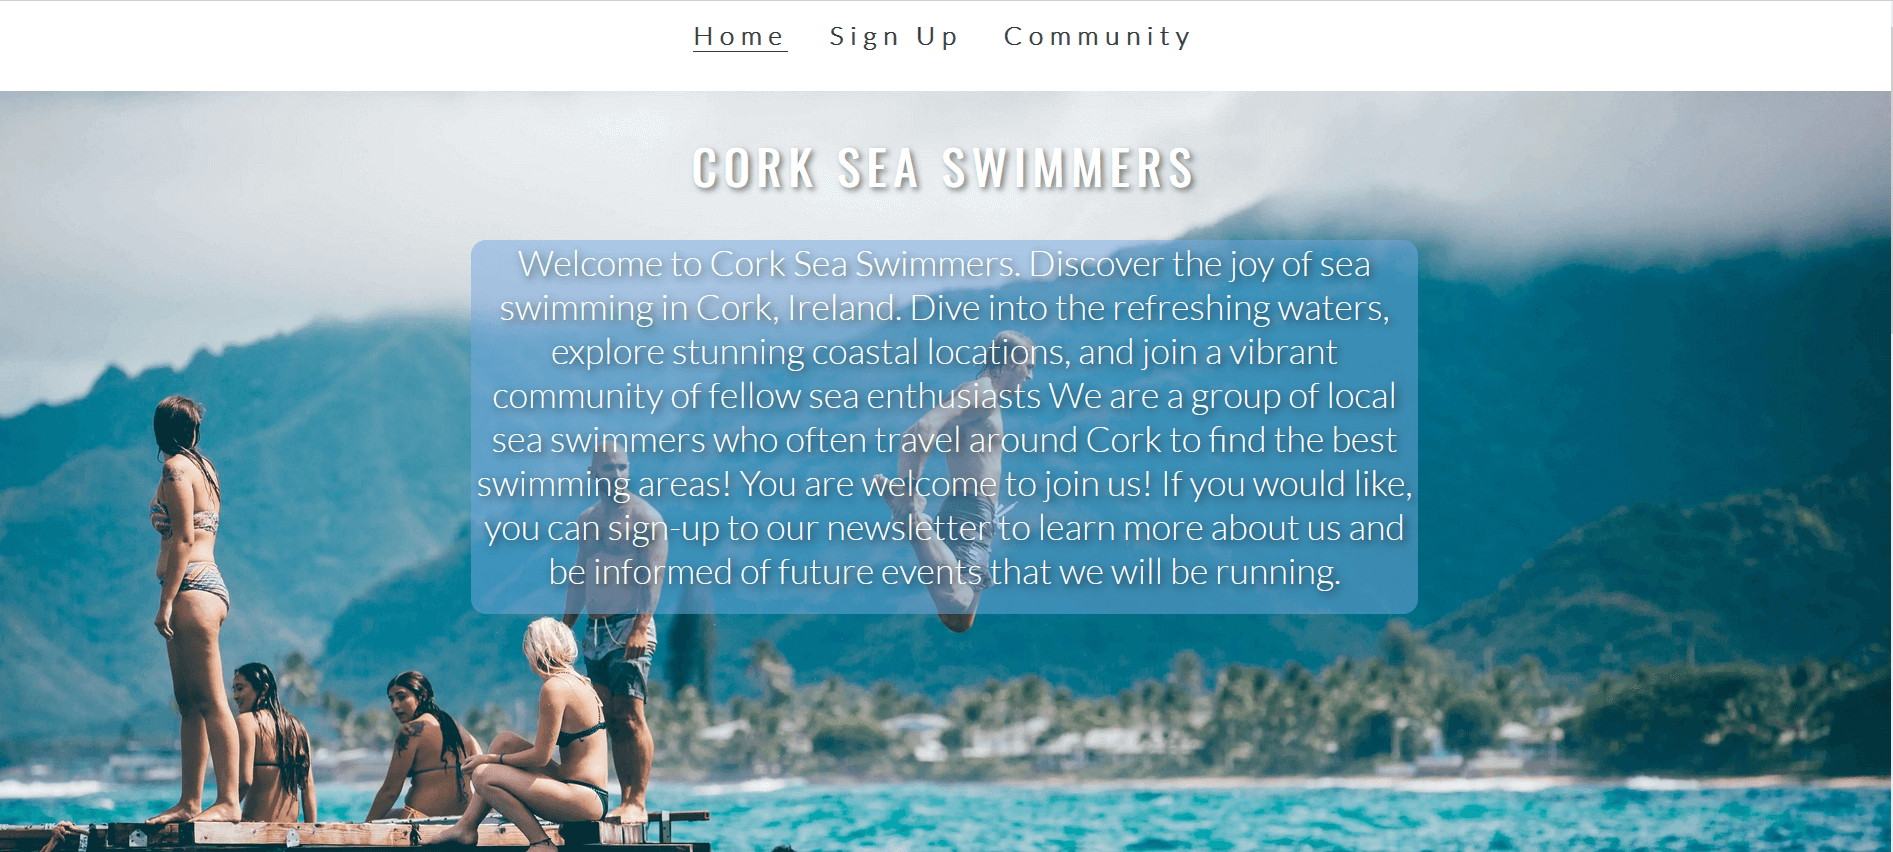 Home Sign Up Community
CORK SEA SWIMMERS
Welcome to Cork Sea Swimmers. Discover the joy of sea
swimming in Cork, Ireland. Dive into the refreshing waters,
explore stunning coastal locations, and join a vibrant
community of fellow sea enthusiasts We are a group of local
sea swimmers who often travel around Cork to find the best
swimming areas! You are welcome to join us! If you would like,
you can sign-up to our newsletter to learn more about us and
be informed of future events that we will be running.